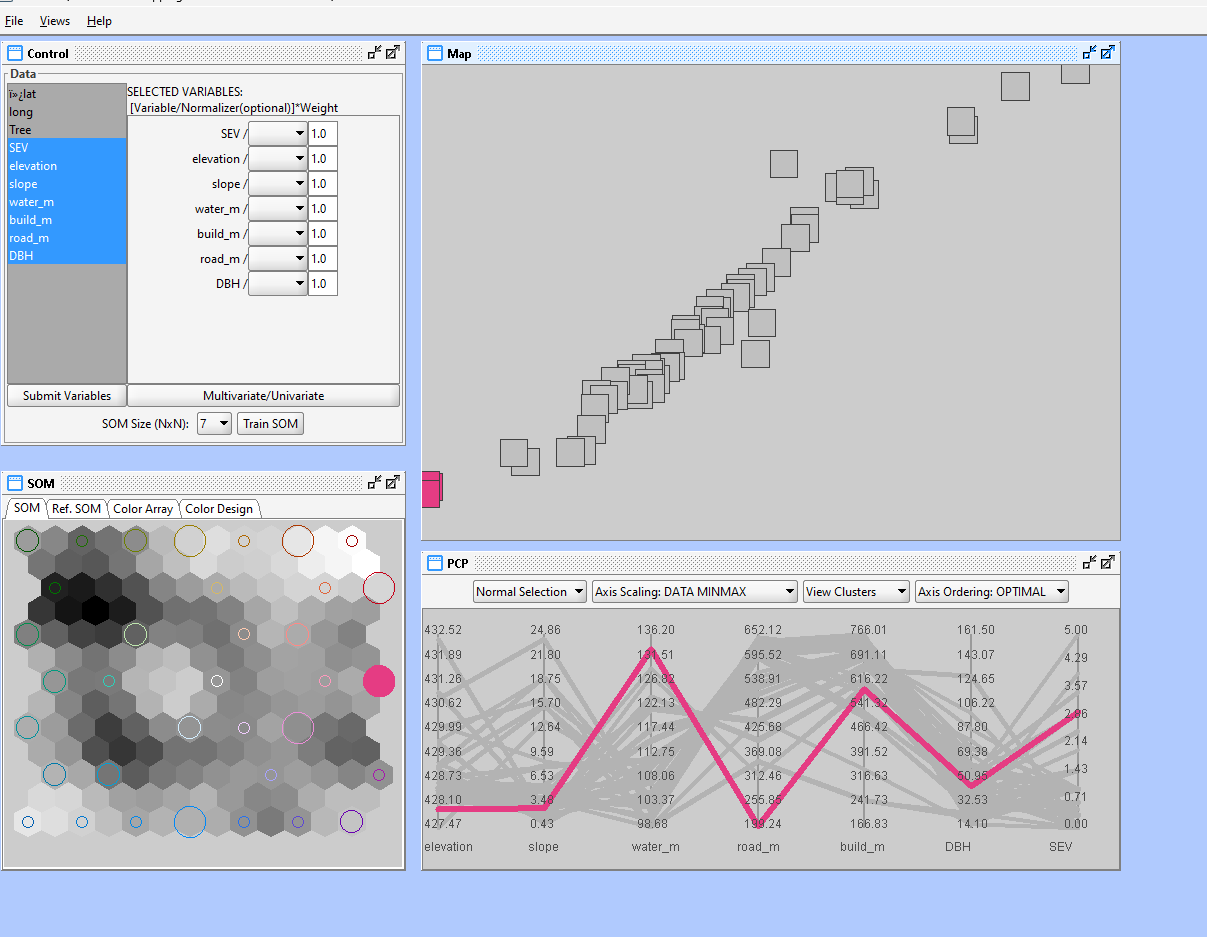 File Views Help
Control
Data
ï»¿lat
long
Tree
SEV
elevation
slope
water_m
build_m
road_m
DBH
SELECTED VARIABLES:
[Variable/Normalizer(optional)]*Weight
SEV / 1.0
elevation / 1.0
slope / 1.0
water_m / 1.0
build_m / 1.0
road_m / 1.0
DBH / 1.0
Submit Variables Multivariate/Univariate
SOM Size (NxN): 7 Train SOM
SOM
SOM Ref. SOM Color Array Color Design
Map
PCP
Normal Selection Axis Scaling: DATA MINMAX View Clusters Axis Ordering: OPTIMAL
432.52 24.86 136.20 652.12 766.01 161.50 5.00
431.89 21.80 131.51 595.52 691.11 143.07 4.29
431.26 18.75 126.82 538.91 616.22 124.65 3.57
430.62 15.70 122.13 482.29 541.32 106.22 2.86
429.99 12.64 117.44 425.68 466.42 87.80 2.14
429.36 9.59 112.75 369.08 391.52 69.38 1.43
428.73 6.53 108.06 312.46 316.63 50.95 0.71
428.10 3.48 103.37 255.85 241.73 32.53 0.00
427.47 0.43 98.68 199.24 166.83 14.10
elevation slope water_m road_m build_m DBH SEV